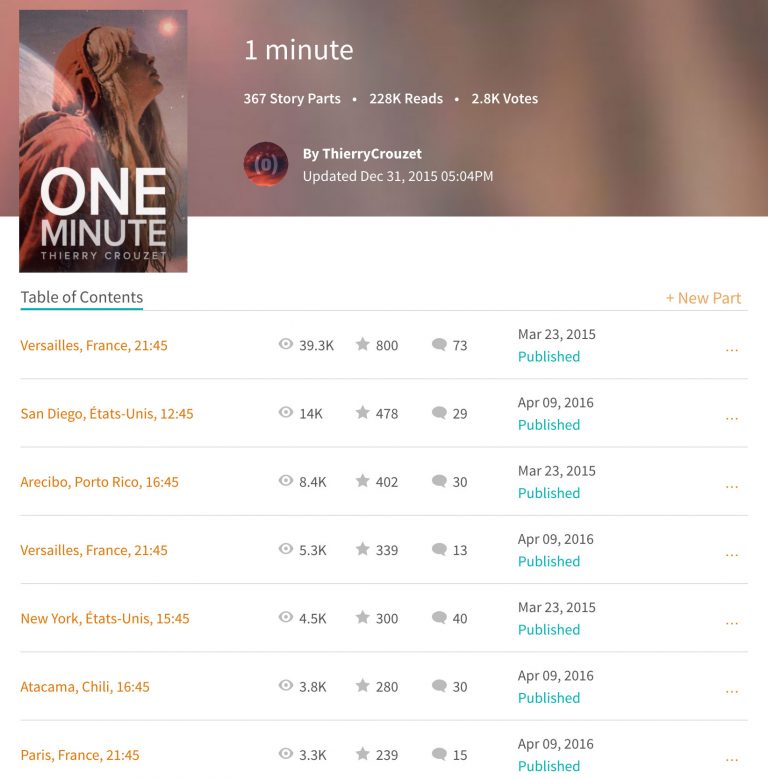 ONE
MINUTE
THIERRY CROUZET
1 minute
367 Story Parts • 228K Reads • 2.8K Votes
(0)
By ThierryCrouzet
Updated Dec 31, 2015 05:04PM
Table of Contents
+ New Part
Versailles, France, 21:45 39.3K 800 73 Mar 23, 2015
Published ...
San Diego, États-Unis, 12:45 14K 478 29 Apr 09, 2016
Published ...
Arecibo, Porto Rico, 16:45 8.4K 402 30 Mar 23, 2015
Published ...
Versailles, France, 21:45 5.3K 339 13 Apr 09, 2016
Published ...
New York, États-Unis, 15:45 4.5K 300 40 Mar 23, 2015
Published ...
Atacama, Chili, 16:45 3.8K 280 30 Apr 09, 2016
Published ...
Paris, France, 21:45 3.3K 239 15 Apr 09, 2016
Published ...